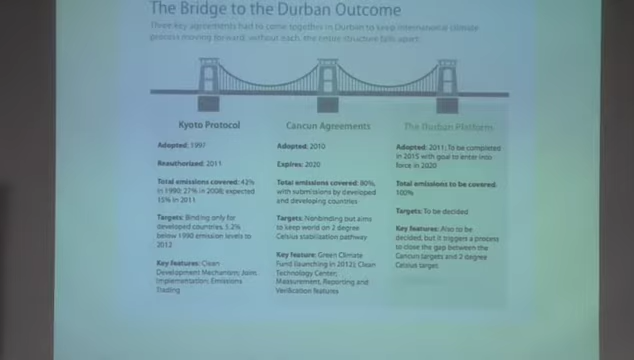 The Bridge to the Durban Outcome
Three key agreements had to come together in Durban to keep international climate
process moving forward; without each, the entire structure falls apart.
Kyoto Protocol
Adopted: 1997
Reauthorized: 2011
Total emissions covered: 42%
in 1990; 27% in 2008; expected
15% in 2011
Targets: Binding only for
developed countries, 5.2%
below 1990 emission levels to
2012
Key features: Clean
Development Mechanism; Joint
Implementation; Emissions
Trading
Cancun Agreements
Adopted: 2010
Expires: 2020
Total emissions covered: 80%,
with submissions by developed
and developing countries
Targets: Nonbinding but aims
to keep world on 2 degree
Celsius stabilization pathway
Key feature: Green Climate
Fund (launching in 2012); Clean
Technology Center;
Measurement, Reporting and
Verification features
The Durban Platform
Adopted: 2011; To be completed
in 2015 with goal to enter into
force in 2020
Total emissions to be covered:
100%
Targets: To be decided
Key features: Also to be
decided, but it triggers a process
to close the gap between the
Cancun targets and 2 degree
Celsius target.